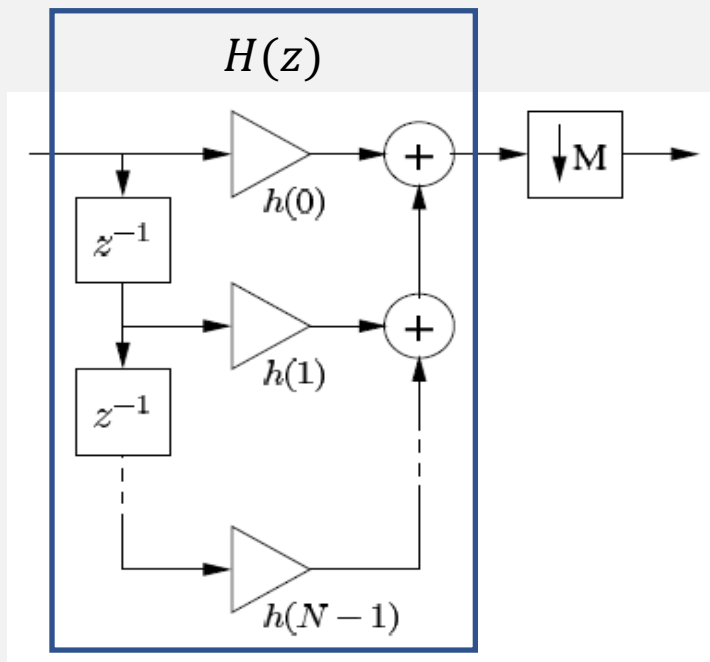 H(z)
h(0)
+
↓M
z⁻¹
h(1)
+
z⁻¹
h(N − 1)